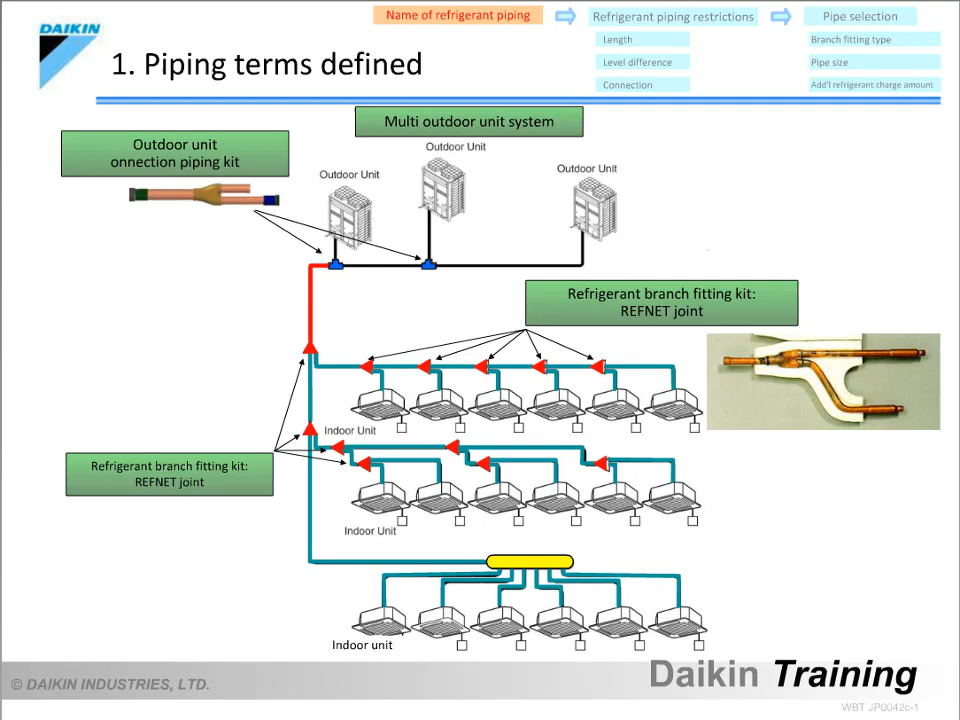 DAIKIN
Name of refrigerant piping
Refrigerant piping restrictions
Pipe selection
Length
Branch fitting type
Level difference
Pipe size
Connection
Add'l refrigerant charge amount
1. Piping terms defined
Multi outdoor unit system
Outdoor unit
onnection piping kit
Outdoor Unit
Outdoor Unit
Outdoor Unit
Refrigerant branch fitting kit:
REFNET joint
Indoor Unit
Refrigerant branch fitting kit:
REFNET joint
Indoor Unit
Indoor unit
© DAIKIN INDUSTRIES, LTD.
Daikin Training
WBT JP0042c-1